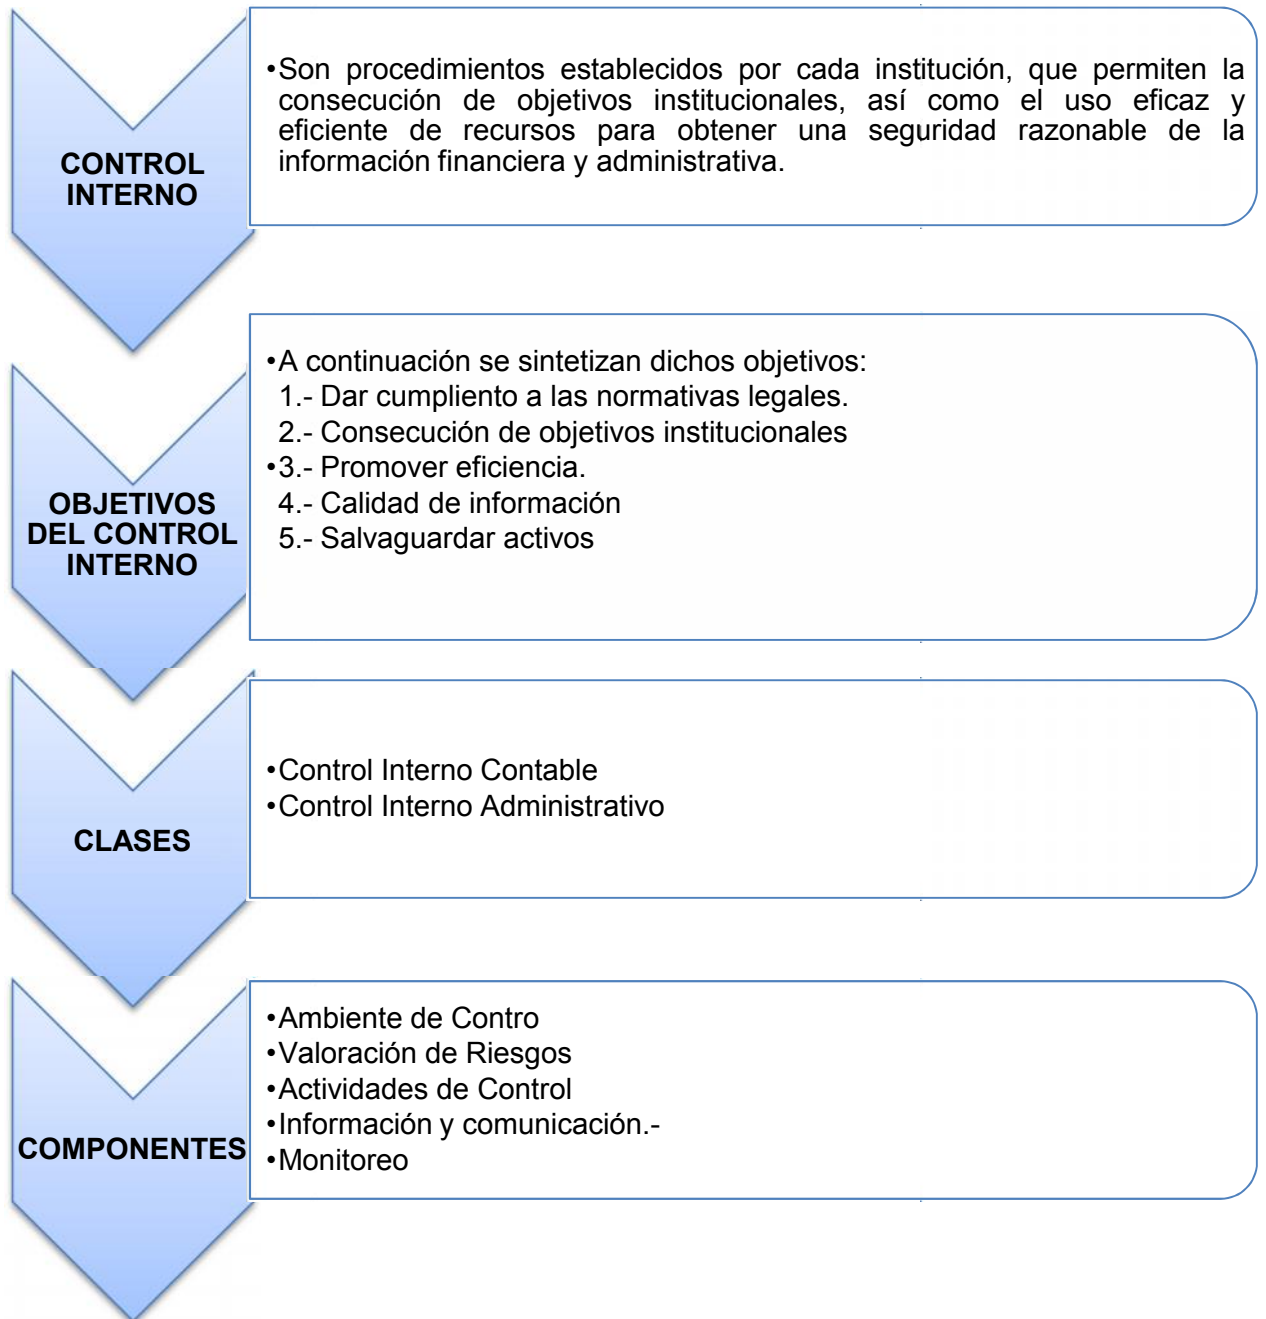 CONTROL
INTERNO
•Son procedimientos establecidos por cada institución, que permiten la
consecución de objetivos institucionales, así como el uso eficaz y
eficiente de recursos para obtener una seguridad razonable de la
información financiera y administrativa.
OBJETIVOS
DEL CONTROL
INTERNO
•A continuación se sintetizan dichos objetivos:
1.- Dar cumpliento a las normativas legales.
2.- Consecución de objetivos institucionales
•3.- Promover eficiencia.
4.- Calidad de información
5.- Salvaguardar activos
CLASES
•Control Interno Contable
•Control Interno Administrativo
COMPONENTES
•Ambiente de Contro
•Valoración de Riesgos
•Actividades de Control
•Información y comunicación.-
•Monitoreo